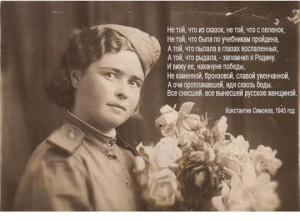 Не той, что из сказок, не той, что с пеленок,
Не той, что была по учебникам пройдена,
А той, что пылала в глазах воспаленных,
А той, что рыдала, - запомнил я Родину.
И вижу ее, накануне победы,
Не каменной, бронзовой, славой увенчанной,
А очи проплакавшей, идя сквозь беды,
Все снесшей, все вынесшей русскою женщиной.
Константин Симонов, 1945 год